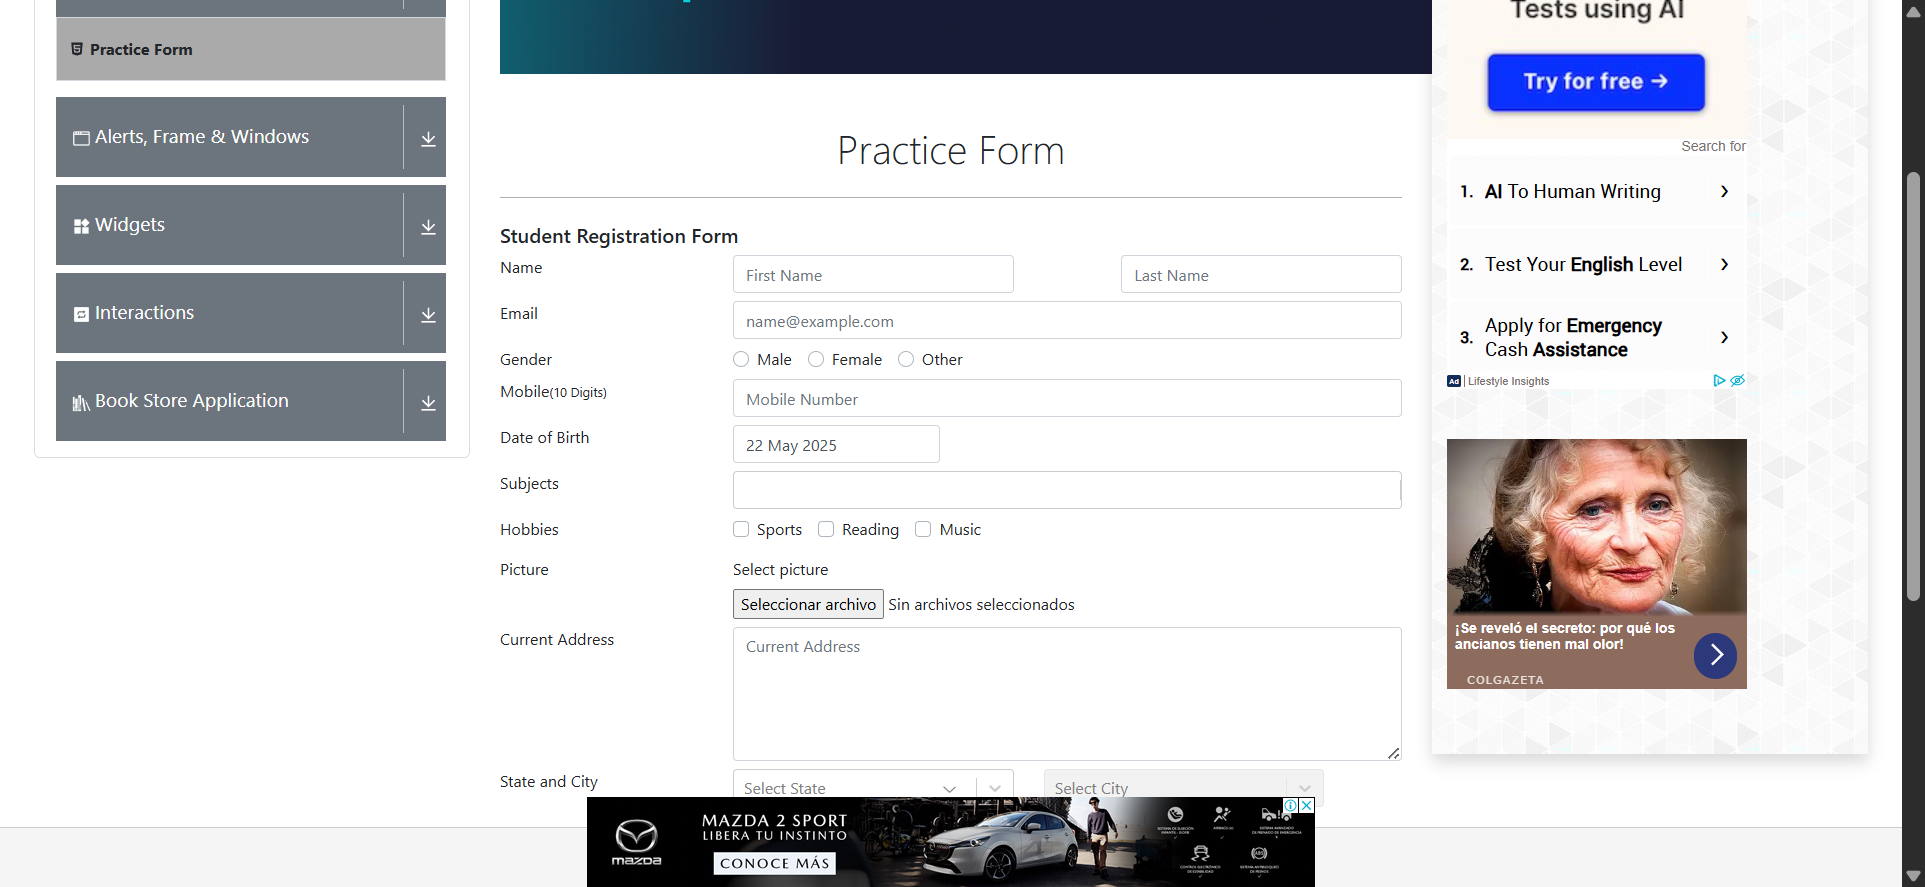 Practice Form
Alerts, Frame & Windows
Widgets
Interactions
Book Store Application
Practice Form
Student Registration Form
Name
First Name
Last Name
Email
name@example.com
Gender
Male
Female
Other
Mobile(10 Digits)
Mobile Number
Date of Birth
22 May 2025
Subjects
Hobbies
Sports
Reading
Music
Picture
Select picture
Seleccionar archivo
Sin archivos seleccionados
Current Address
Current Address
State and City
Select State
Select City
Tests using AI
Try for free →
Search for
1. AI To Human Writing
2. Test Your English Level
3. Apply for Emergency
Cash Assistance
Ad | Lifestyle Insights
¡Se reveló el secreto: por qué los
ancianos tienen mal olor!
COLGAZETA
mazda
MAZDA 2 SPORT
LIBERA TU INSTINTO
CONOCE MÁS